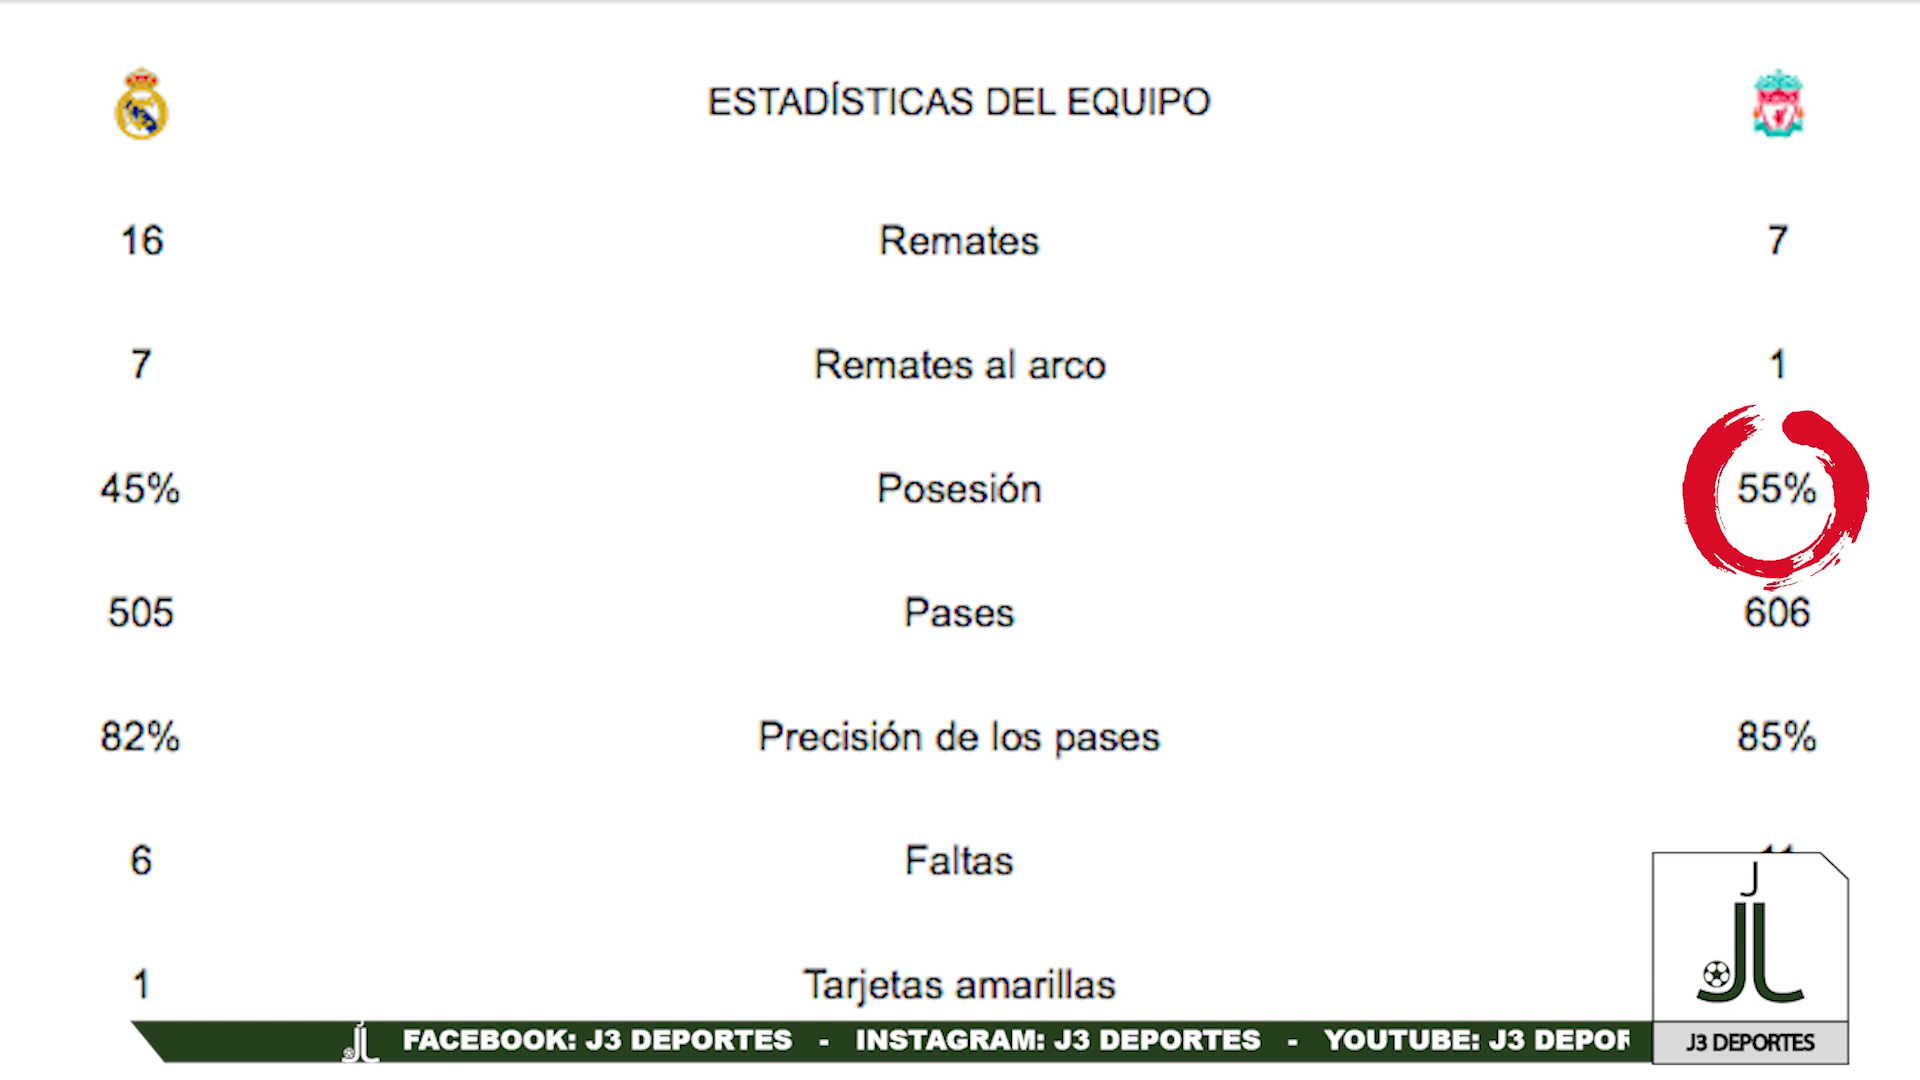 ESTADÍSTICAS DEL EQUIPO
16 Remates 7
7 Remates al arco 1
45% Posesión 55%
505 Pases 606
82% Precisión de los pases 85%
6 Faltas
1 Tarjetas amarillas
J
JL
FACEBOOK: J3 DEPORTES - INSTAGRAM: J3 DEPORTES - YOUTUBE: J3 DEPOR
J3 DEPORTES